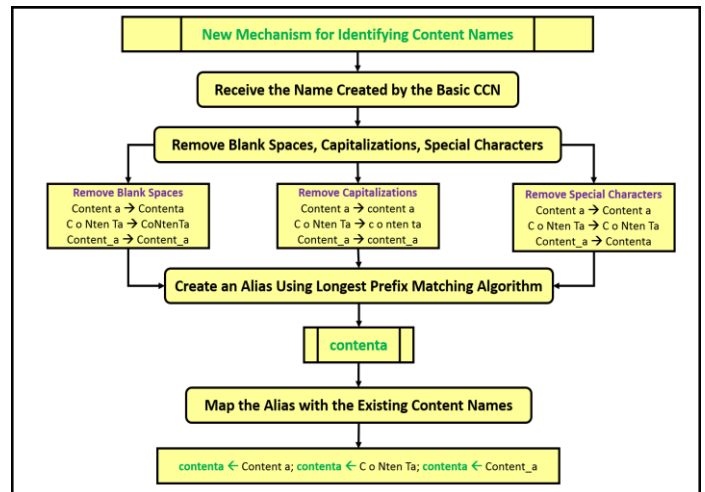 New Mechanism for Identifying Content Names
Receive the Name Created by the Basic CCN
Remove Blank Spaces, Capitalizations, Special Characters
Remove Blank Spaces
Content a → Contenta
C o Nten Ta → CoNtenTa
Content_a → Content_a
Remove Capitalizations
Content a → content a
C o Nten Ta → c o nten ta
Content_a → content_a
Remove Special Characters
Content a → Content a
C o Nten Ta → C o Nten Ta
Content_a → Contenta
Create an Alias Using Longest Prefix Matching Algorithm
contenta
Map the Alias with the Existing Content Names
contenta ← Content a; contenta ← C o Nten Ta; contenta ← Content_a